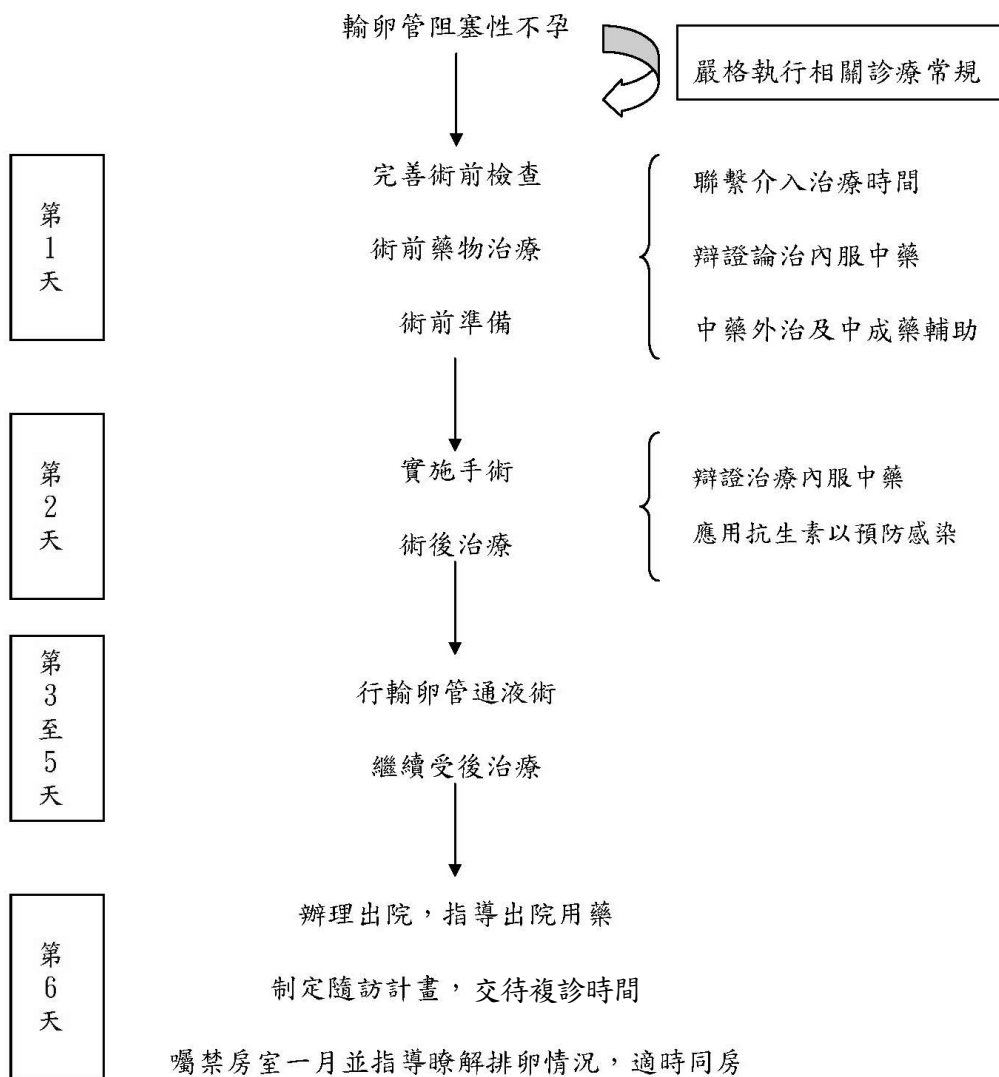 輸卵管阻塞性不孕
嚴格執行相關診療常規
第1天
完善術前檢查
術前藥物治療
術前準備
聯繫介入治療時間
辯證論治內服中藥
中藥外治及中成藥輔助
第2天
實施手術
術後治療
辯證治療內服中藥
應用抗生素以預防感染
第3至5天
行輸卵管通液術
繼續受後治療
第6天
辦理出院，指導出院用藥
制定隨訪計畫，交待複診時間
囑禁房室一月並指導瞭解排卵情況，適時同房